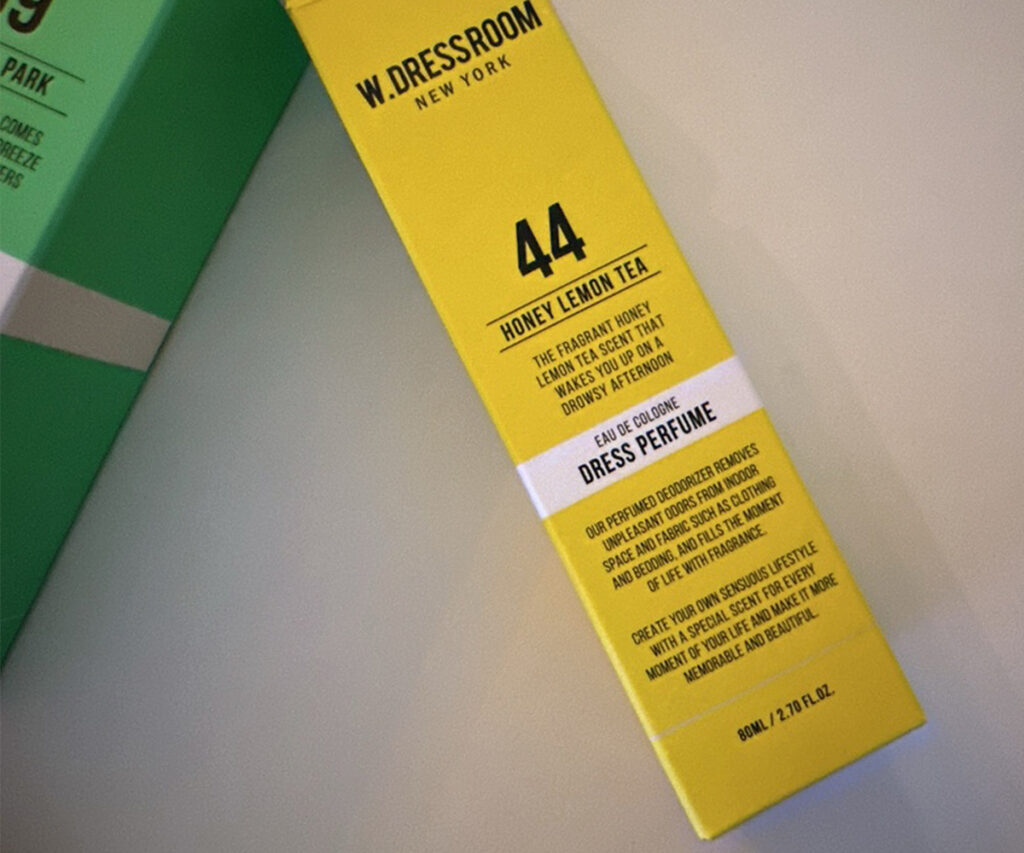 PARK
COMES
W.DRESSROOM
NEW YORK
44
HONEY LEMON TEA
THE FRAGRANT HONEY
LEMON TEA SCENT THAT
WAKES YOU UP ON A
DROWSY AFTERNOON
EAU DE COLOGNE
DRESS PERFUME
OUR PERFUMED DEODORIZER REMOVES
UNPLEASANT ODORS FROM INDOOR
SPACE AND FABRIC SUCH AS CLOTHING
AND BEDDING, AND FILLS THE MOMENT
OF LIFE WITH FRAGRANCE.
CREATE YOUR OWN SENSUOUS LIFESTYLE
WITH A SPECIAL SCENT FOR EVERY
MOMENT OF YOUR LIFE AND MAKE IT MORE
MEMORABLE AND BEAUTIFUL.
80ML / 2.70 FL.OZ.